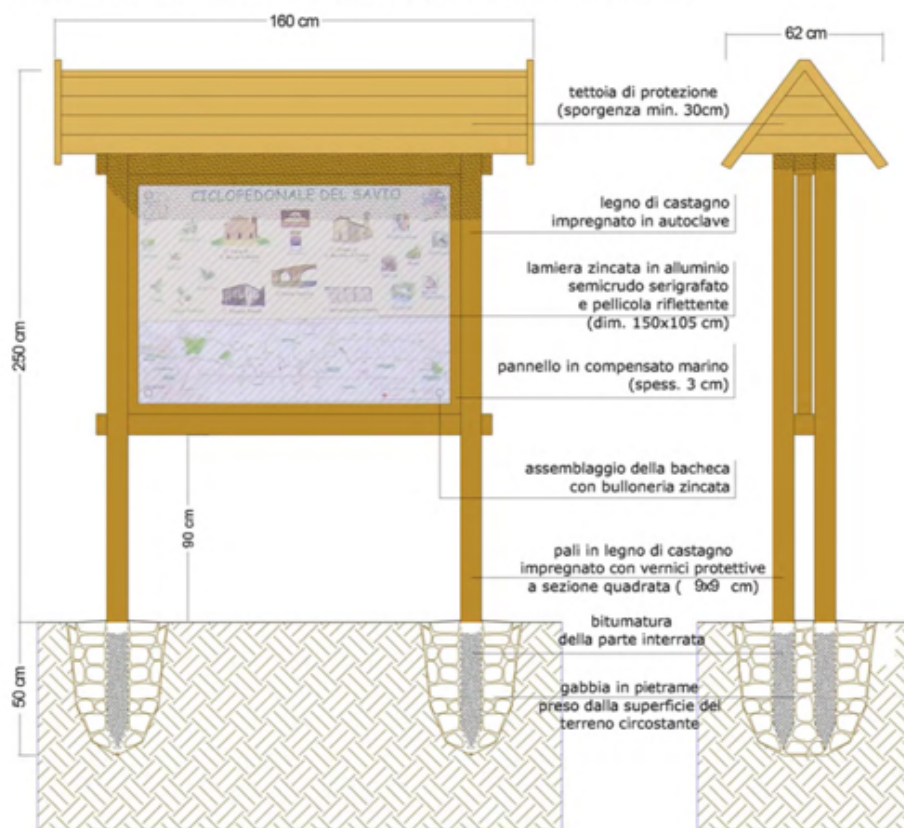 160 cm
62 cm
tettoia di protezione
(sporgenza min. 30cm)
CICLOPEDONALE DEL SAVIO
legno di castagno
impregnato in autoclave
lamiera zincata in alluminio
semicrudo serigrafato
e pellicola riflettente
(dim. 150x105 cm)
250 cm
pannello in compensato marino
(spess. 3 cm)
assemblaggio della bacheca
con bulloneria zincata
90 cm
pali in legno di castagno
impregnato con vernici protettive
a sezione quadrata ( 9x9 cm)
bitumatura
della parte interrata
50 cm
gabbia in pietrame
preso dalla superficie del
terreno circostante